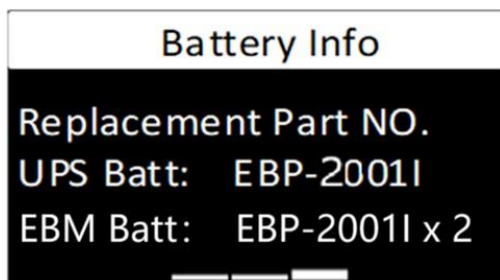 Battery Info
Replacement Part NO.
UPS Batt: EBP-2001I
EBM Batt: EBP-2001I x 2